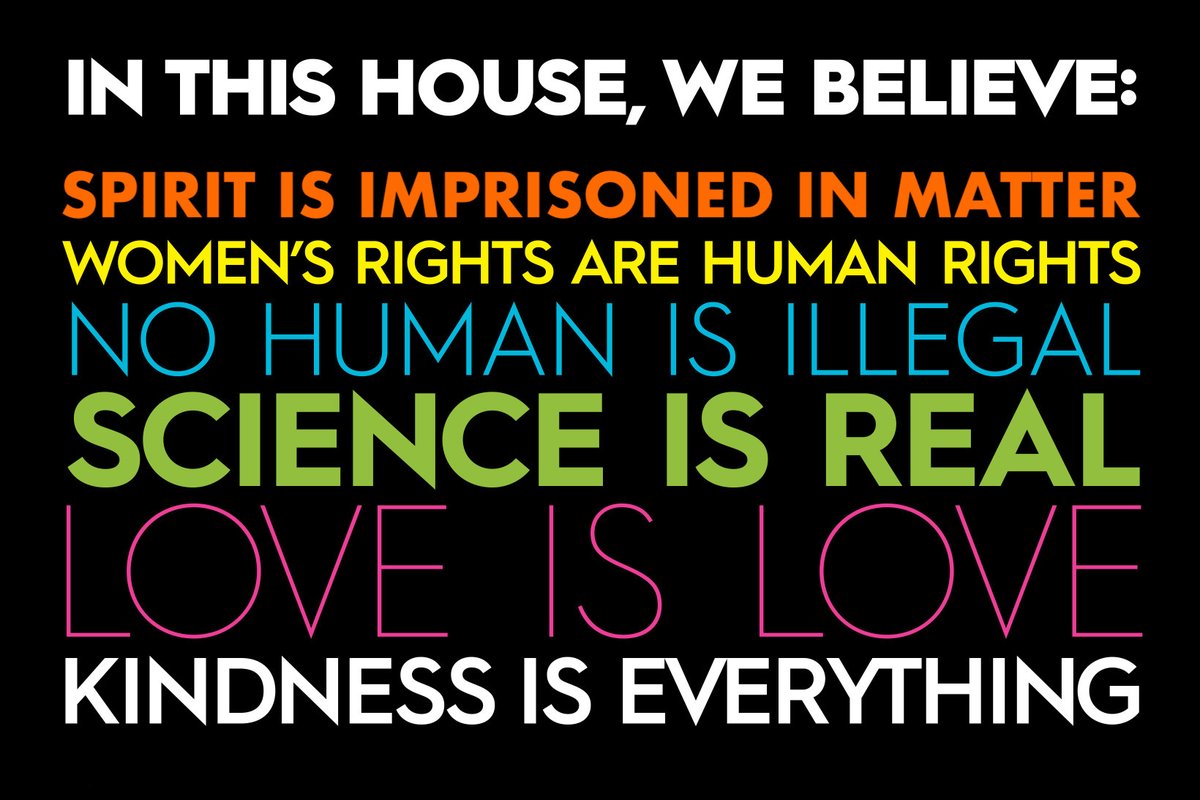 IN THIS HOUSE, WE BELIEVE:
SPIRIT IS IMPRISONED IN MATTER
WOMEN'S RIGHTS ARE HUMAN RIGHTS
NO HUMAN IS ILLEGAL
SCIENCE IS REAL
LOVE IS LOVE
KINDNESS IS EVERYTHING